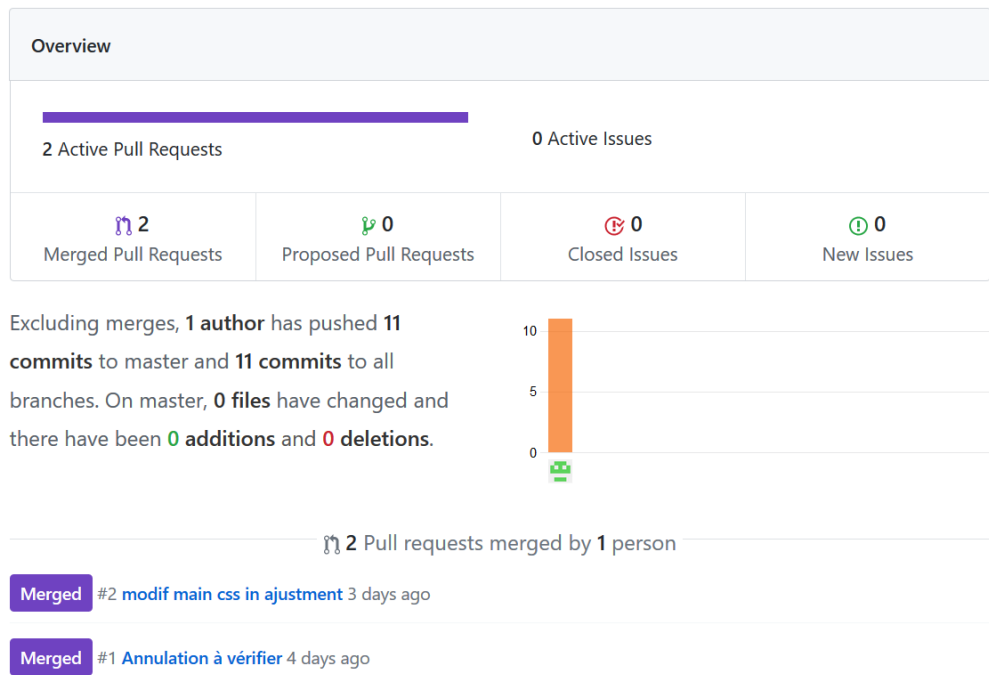 Overview
2 Active Pull Requests
0 Active Issues
2
Merged Pull Requests
0
Proposed Pull Requests
0
Closed Issues
0
New Issues
Excluding merges, 1 author has pushed 11
commits to master and 11 commits to all
branches. On master, 0 files have changed and
there have been 0 additions and 0 deletions.
10
5
0
2 Pull requests merged by 1 person
Merged #2 modif main css in ajustment 3 days ago
Merged #1 Annulation à vérifier 4 days ago